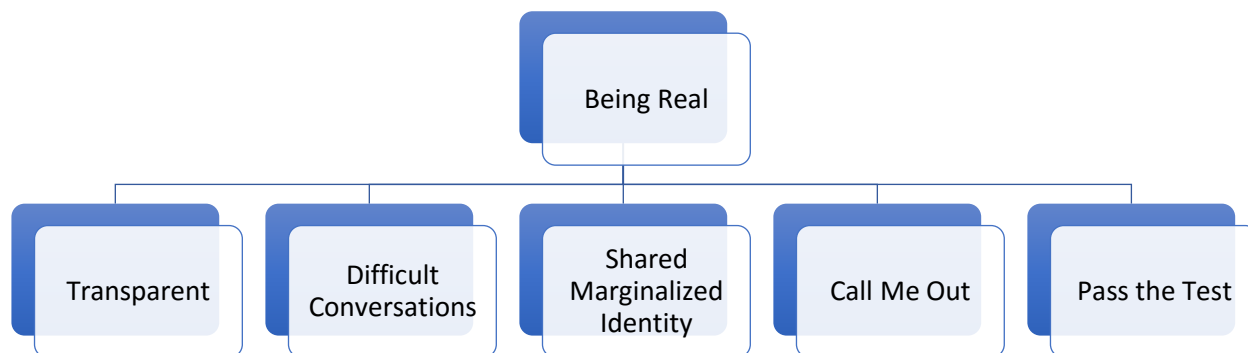 Being Real
Transparent
Difficult
Conversations
Shared
Marginalized
Identity
Call Me Out
Pass the Test